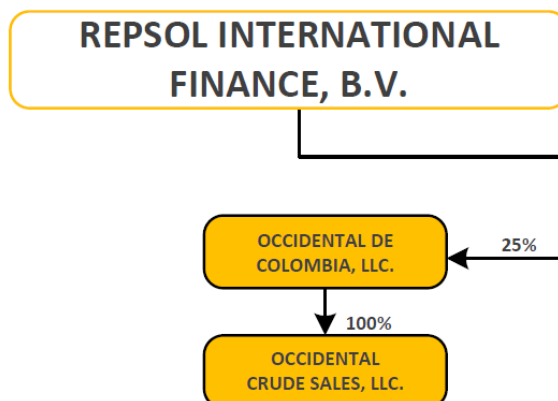 REPSOL INTERNATIONAL
FINANCE, B.V.
OCCIDENTAL DE
COLOMBIA, LLC.
25%
100%
OCCIDENTAL
CRUDE SALES, LLC.